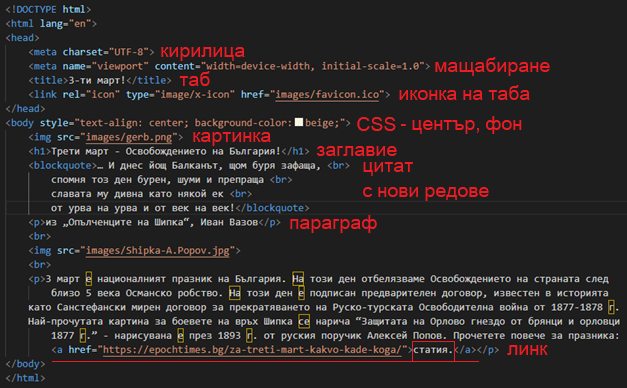 <!DOCTYPE html>
<html lang="en">
<head>
<meta charset="UTF-8"> кирилица
<meta name="viewport" content="width=device-width, initial-scale=1.0"> мащабиране
<title>3-ти март!</title> таб
<link rel="icon" type="image/x-icon" href="images/favicon.ico"> иконка на таба
</head>
<body style="text-align: center; background-color: beige;"> CSS - център, фон
<img src="images/gerb.png"> картинка
<h1>Трети март - Освобождението на България!</h1> заглавие
<blockquote>… И днес йощ Балканът, щом буря зафаща, <br> цитат
спомня тоз ден бурен, шуми и препраща <br>
славата му дивна като някой ек <br> с нови редове
от урва на урва и от век на век!</blockquote>
<p>из „Опълченците на Шипка“, Иван Вазов</p> параграф
<br>
<img src="images/Shipka-A.Popov.jpg">
<br>
<p>3 март е националният празник на България. На този ден отбелязваме Освобождението на страната след
близо 5 века Османско робство. На този ден е подписан предварителен договор, известен в историята
като Санстефански мирен договор за прекратяването на Руско-турската Освободителна война от 1877-1878 г.
Най-прочутата картина за боевете на връх Шипка се нарича “Защитата на Орлово гнездо от брянци и орловци
1877 г.” - нарисувана е през 1893 г. от руския поручик Алексей Попов. Прочетете повече за празника:
<a href="https://epochtimes.bg/za-treti-mart-kakvo-kade-koga/">статия.</a></p> линк
</body>
</html>